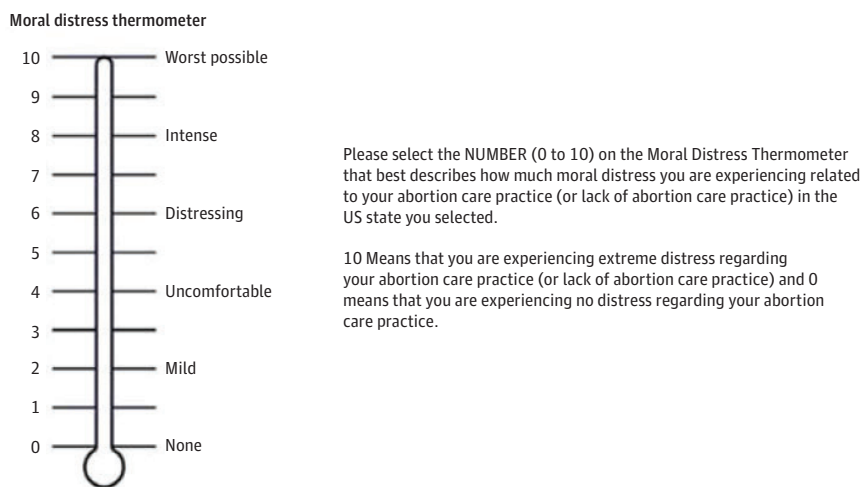 Moral distress thermometer
10 Worst possible
9
8 Intense
7
6 Distressing
5
4 Uncomfortable
3
2 Mild
1
0 None
Please select the NUMBER (0 to 10) on the Moral Distress Thermometer
that best describes how much moral distress you are experiencing related
to your abortion care practice (or lack of abortion care practice) in the
US state you selected.
10 Means that you are experiencing extreme distress regarding
your abortion care practice (or lack of abortion care practice) and 0
means that you are experiencing no distress regarding your abortion
care practice.